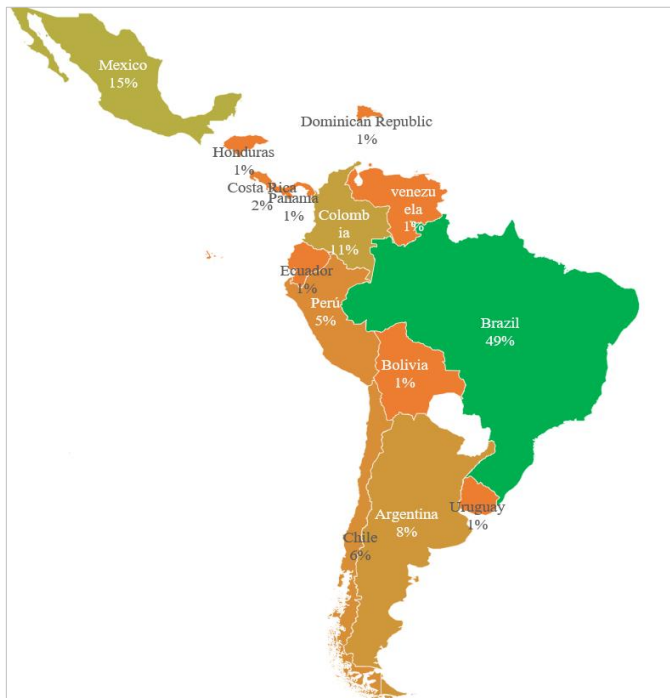 Mexico
15%
Dominican Republic
1%
Honduras
1%
Costa Rica
2%
Panama
1%
venezu
ela
1%
Colomb
ia
11%
Ecuador
1%
Perú
5%
Brazil
49%
Bolivia
1%
Uruguay
1%
Argentina
8%
Chile
6%